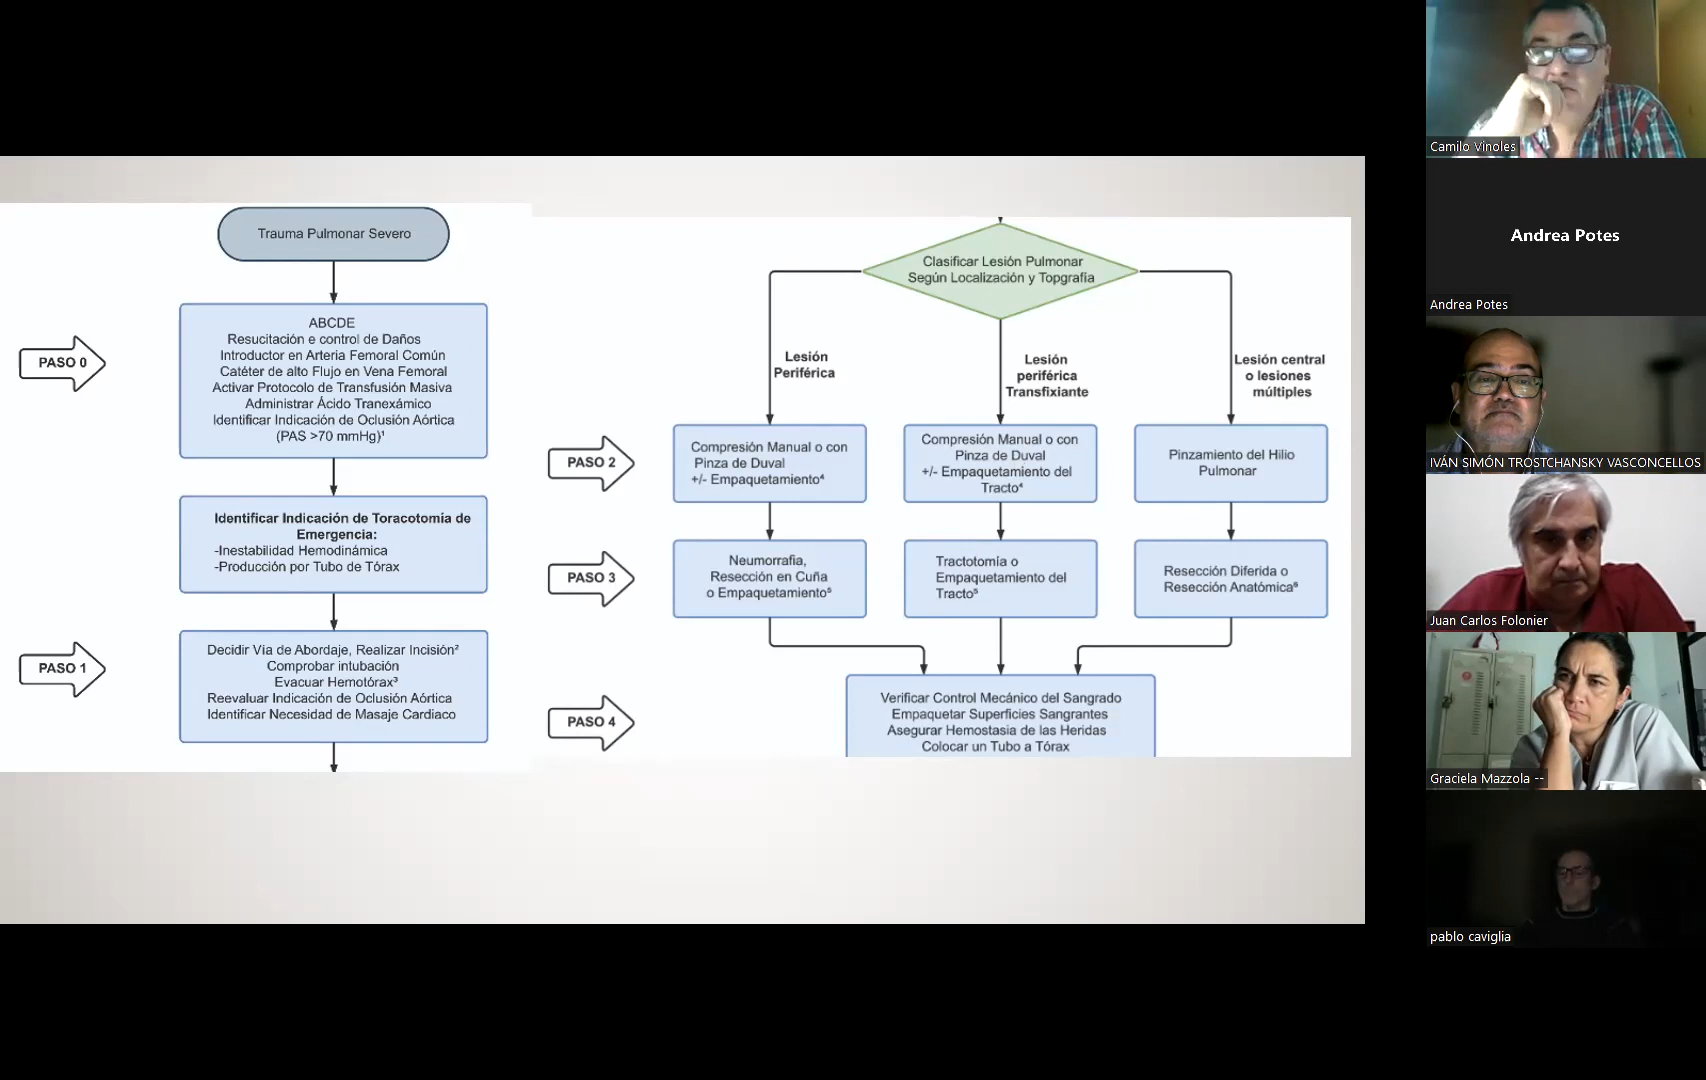 Trauma Pulmonar Severo
PASO 0
ABCDE
Resucitación e control de Daños
Introductor en Arteria Femoral Común
Catéter de alto Flujo en Vena Femoral
Activar Protocolo de Transfusión Masiva
Administrar Ácido Tranexámico
Identificar Indicación de Oclusión Aórtica
(PAS >70 mmHg)¹
Identificar Indicación de Toracotomía de
Emergencia:
-Inestabilidad Hemodinámica
-Producción por Tubo de Tórax
PASO 1
Decidir Vía de Abordaje, Realizar Incisión²
Comprobar intubación
Evacuar Hemotórax³
Reevaluar Indicación de Oclusión Aórtica
Identificar Necesidad de Masaje Cardiaco
Clasificar Lesión Pulmonar
Según Localización y Topgrafía
Lesión
Periférica
Lesión
periférica
Transfixiante
Lesión central
o lesiones
múltiples
PASO 2
Compresión Manual o con
Pinza de Duval
+/- Empaquetamiento⁴
Compresión Manual o con
Pinza de Duval
+/- Empaquetamiento del
Tracto⁴
Pinzamiento del Hilio
Pulmonar
PASO 3
Neumorrafia,
Resección en Cuña
o Empaquetamiento⁵
Tractotomía o
Empaquetamiento del
Tracto⁵
Resección Diferida o
Resección Anatómica⁶
PASO 4
Verificar Control Mecánico del Sangrado
Empaquetar Superficies Sangrantes
Asegurar Hemostasia de las Heridas
Colocar un Tubo a Tórax
Camilo Vinoles
Andrea Potes
Andrea Potes
IVÁN SIMÓN TROSTCHANSKY VASCONCELLOS
Juan Carlos Folonier
Graciela Mazzola --
pablo caviglia